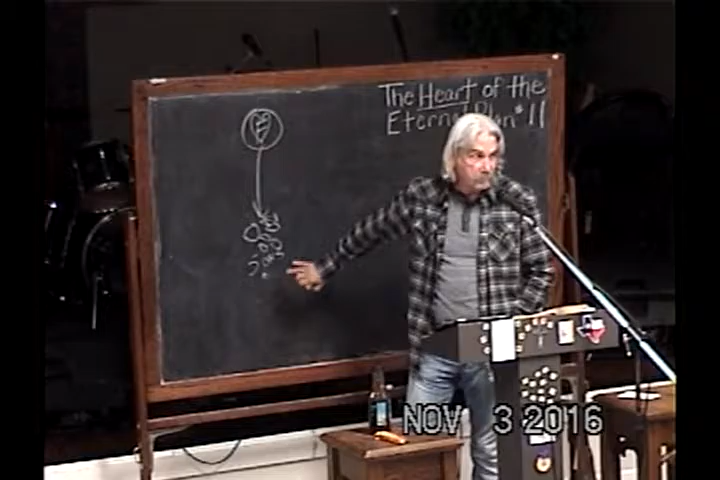 The Heart of the
Eternal Plan #11
E
NOV 3 2016